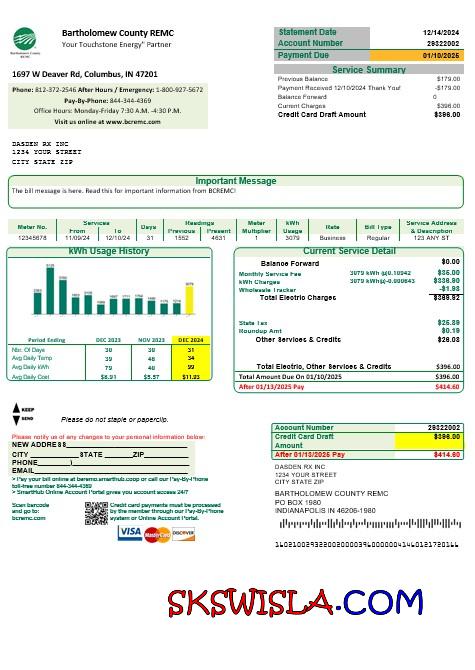 Bartholomew County REMC
Your Touchstone Energy® Partner
1697 W Deaver Rd, Columbus, IN 47201
Phone: 812-372-2546 After Hours / Emergency: 1-800-927-5672
Pay-By-Phone: 844-344-4369
Office Hours: Monday-Friday 7:30 A.M. -4:30 P.M.
Visit us online at www.bcremc.com
Statement Date 12/14/2024
Account Number 29322002
Payment Due 01/10/2025
Service Summary
Previous Balance $179.00
Payment Received 12/10/2024 Thank You! -$179.00
Balance Forward 0
Current Charges $396.00
Credit Card Draft Amount $396.00
DASDEN RX INC
1234 YOUR STREET
CITY STATE ZIP
Important Message
The bill message is here. Read this for important information from BCREMC!
Meter No. Services From To Days Readings Previous Present Meter Multiplier kWh Usage Rate Bill Type Service Address & Description
12345678 11/09/24 12/10/24 31 1552 4631 1 3079 Business Regular 123 ANY ST
kWh Usage History
Period Ending DEC 2023 NOV 2023 DEC 2024
Nbr. Of Days 30 30 31
Avg Daily Temp 39 48 34
Avg Daily kWh 79 40 99
Avg Daily Cost $8.91 $5.57 $11.93
Current Service Detail
Balance Forward $0.00
Monthly Service Fee $35.00
kWh Charges 3079 kWh @0.10942 $336.90
Wholesale Tracker 3079 kWh@-0.000643 -$1.98
Total Electric Charges $369.92
State Tax $25.89
Roundup Amt $0.19
Other Services & Credits $26.08
Total Electric, Other Services & Credits $396.00
Total Amount Due On 01/10/2025 $396.00
After 01/13/2025 Pay $414.60
KEEP
SEND
Please do not staple or paperclip.
Please notify us of any changes to your personal information below:
NEW ADDRESS
CITY STATE ZIP
PHONE( )
EMAIL
> Pay your bill online at bcremc.smarthub.coop or call our Pay-By-Phone
toll-free number 844-344-4369
> SmartHub Online Account Portal gives you account access 24/7
Scan barcode
and go to:
bcremc.com
Credit card payments must be processed
by the member through our Pay-By-Phone
system or Online Account Portal.
VISA MasterCard DISCOVER
Account Number 29322002
Credit Card Draft Amount $396.00
After 01/13/2025 Pay $414.60
DASDEN RX INC
1234 YOUR STREET
CITY STATE ZIP
BARTHOLOMEW COUNTY REMC
PO BOX 1980
INDIANAPOLIS IN 46206-1980
SKSWISLA.COM